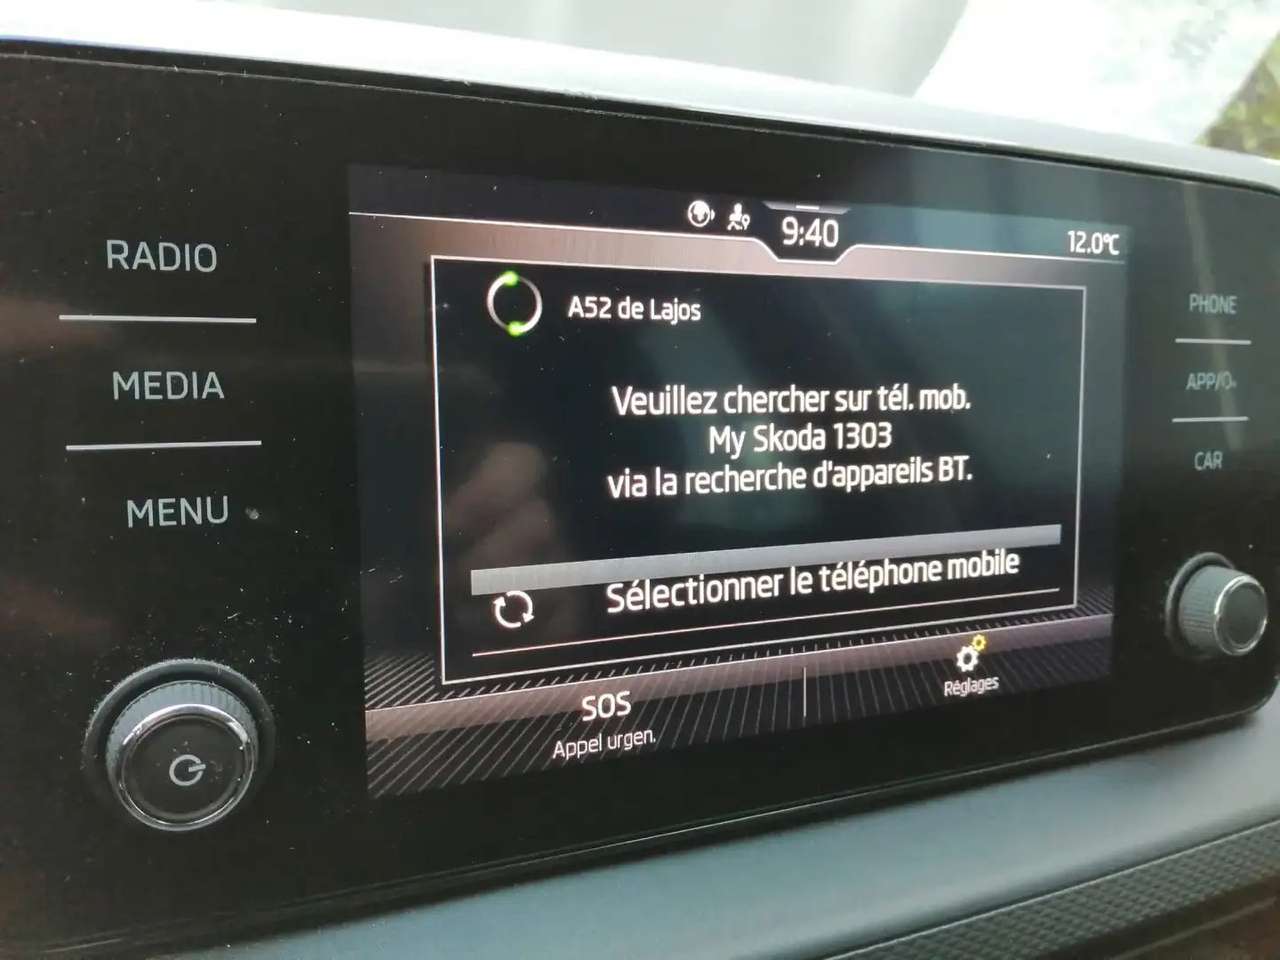 9:40
12.0°C
RADIO
MEDIA
MENU
A52 de Lajos
Veuillez chercher sur tél. mob.
My Skoda 1303
via la recherche d'appareils BT.
Sélectionner le téléphone mobile
SOS
Appel urgen.
Réglages
PHONE
APP/
CAR